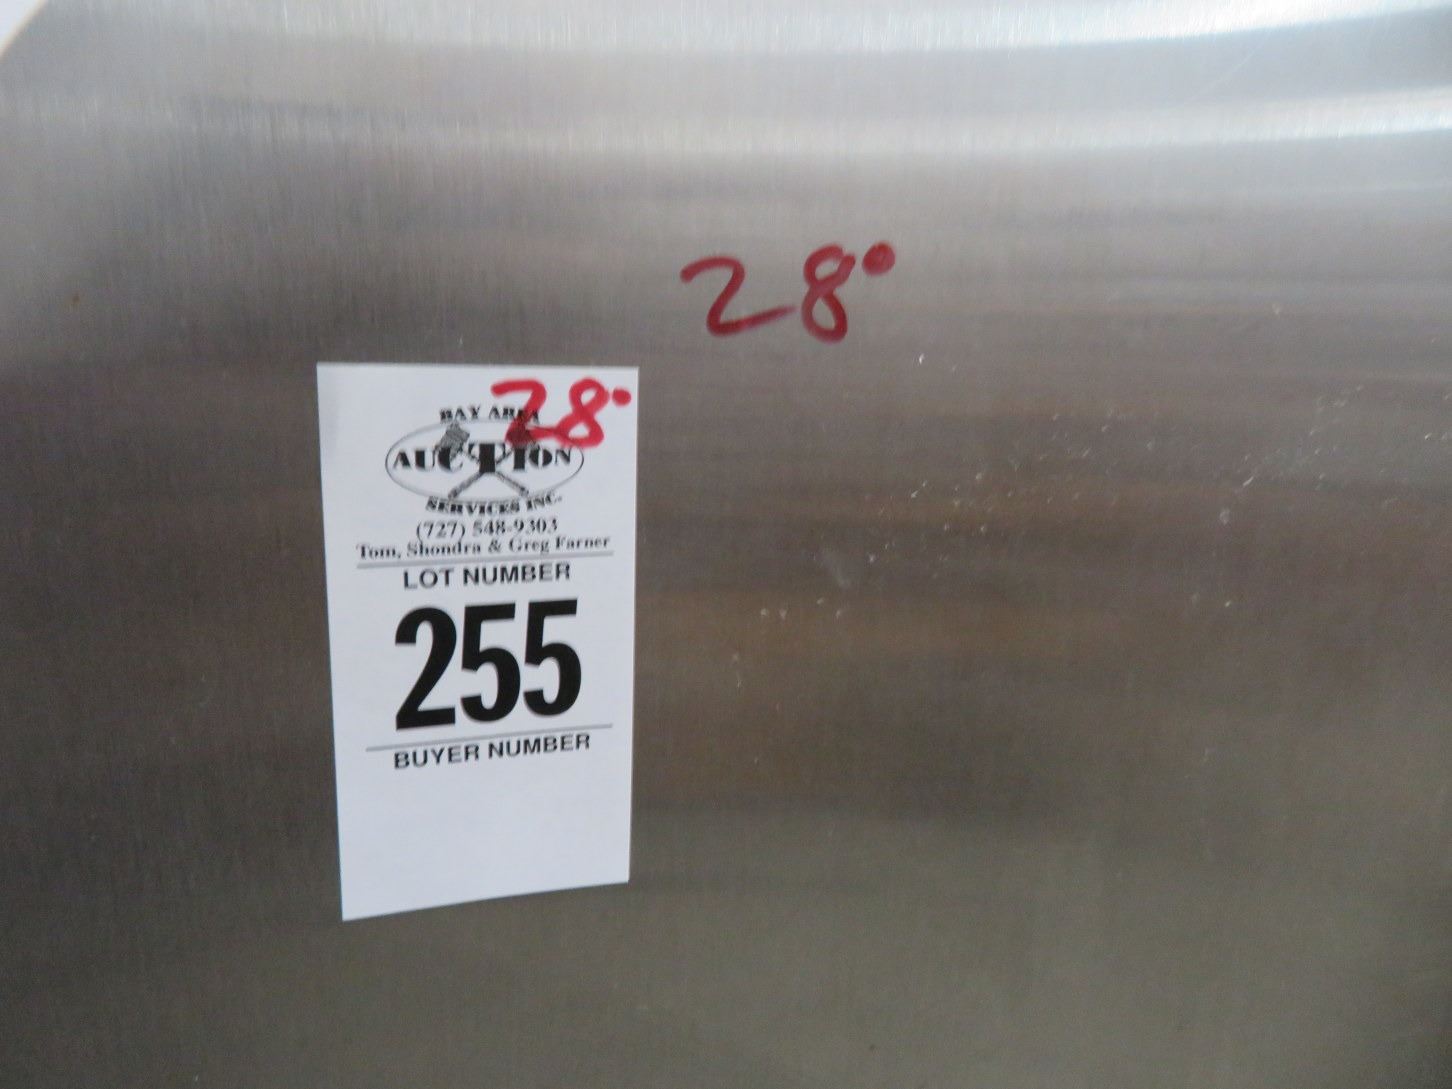 28°
28°
BAY AREA
AUCTION
SERVICES INC.
(727) 548-9303
Tom, Shondra & Greg Farner
LOT NUMBER
255
BUYER NUMBER